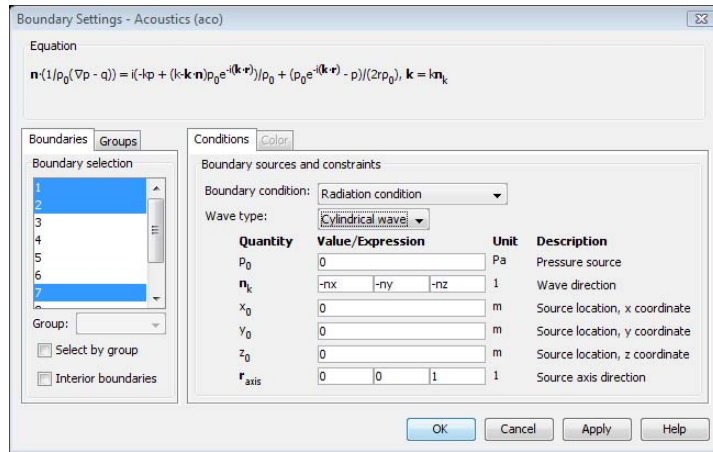 Boundary Settings - Acoustics (aco)
Equation
n·(1/ρ₀(∇p - q)) = i(-kp + (k-k·n)p₀e^-i(k·r))/ρ₀ + (p₀e^-i(k·r) - p)/(2rρ₀), k = kn_k
Boundaries Groups
Boundary selection
1
2
3
4
5
6
7
Group:
Select by group
Interior boundaries
Conditions Color
Boundary sources and constraints
Boundary condition: Radiation condition
Wave type: Cylindrical wave
Quantity Value/Expression Unit Description
p₀ 0 Pa Pressure source
n_k -nx -ny -nz 1 Wave direction
x₀ 0 m Source location, x coordinate
y₀ 0 m Source location, y coordinate
z₀ 0 m Source location, z coordinate
r_axis 0 0 1 1 Source axis direction
OK Cancel Apply Help